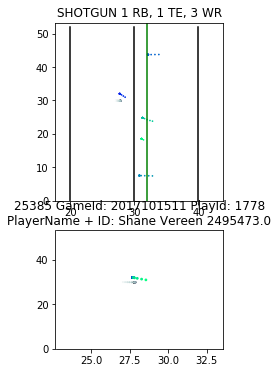 SHOTGUN 1 RB, 1 TE, 3 WR
50
40
30
20
10
0
20 30 40
25385 GameId: 2017101511 PlayId: 1778
PlayerName + ID: Shane Vereen 2495473.0
40
20
0
25.0 27.5 30.0 32.5